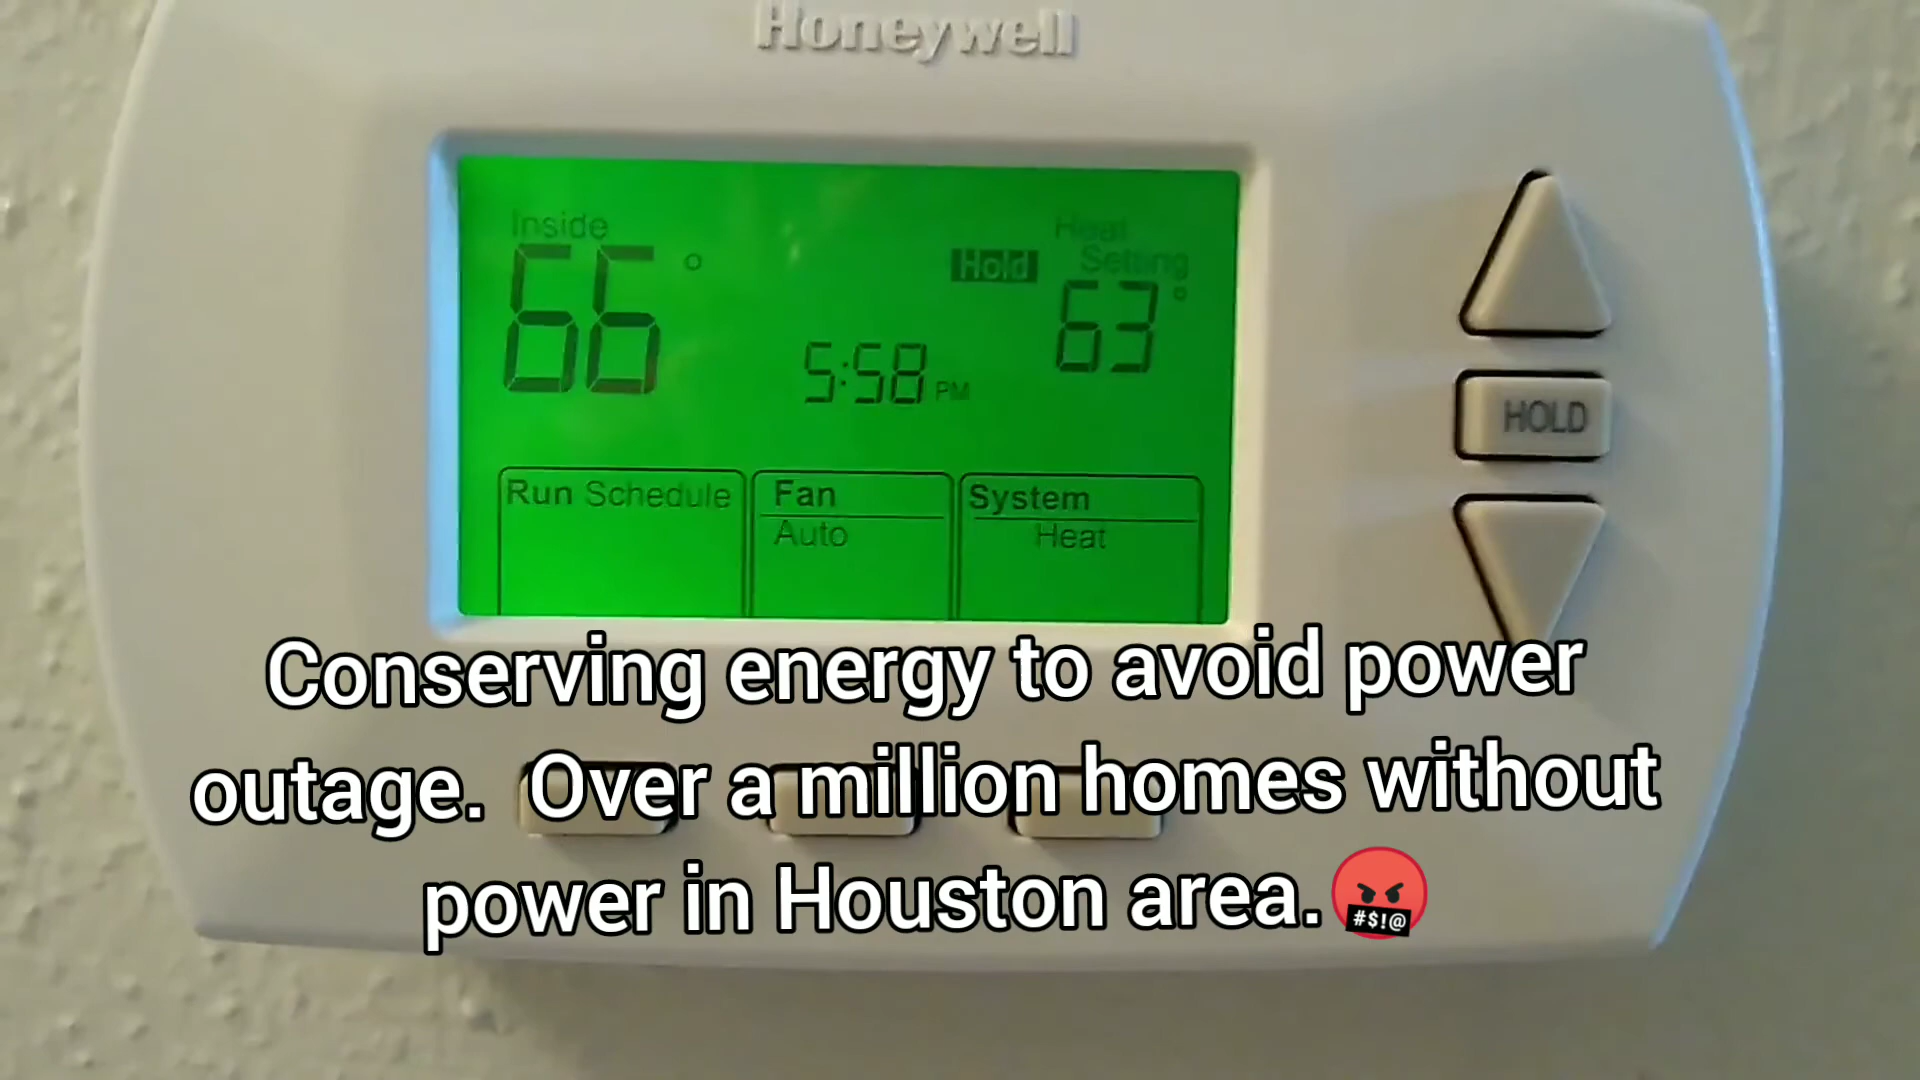 Honeywell
Inside
66°
Hold
Heat
Setting
63°
5:58 PM
HOLD
Run Schedule
Fan
Auto
System
Heat
Conserving energy to avoid power
outage. Over a million homes without
power in Houston area.🤬
#$!@